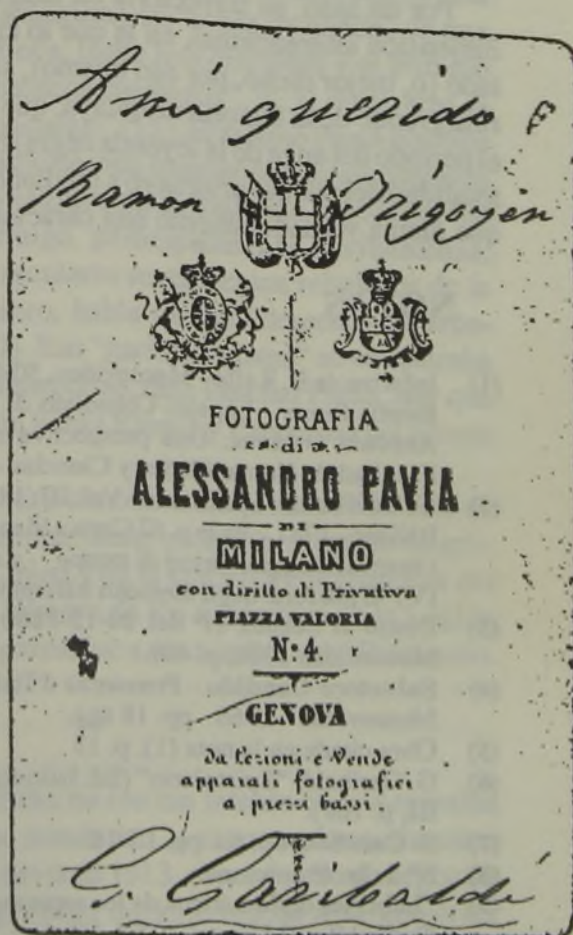 A mi querido
Ramon Irigoyen
FOTOGRAFIA
di
ALESSANDRO PAVIA
DI
MILANO
con diritto di Privativa
PIAZZA VALORIA
Nº 4.
GENOVA
da Lezioni e Vende
apparati fotografici
a prezzi bassi.
G. Garibaldi